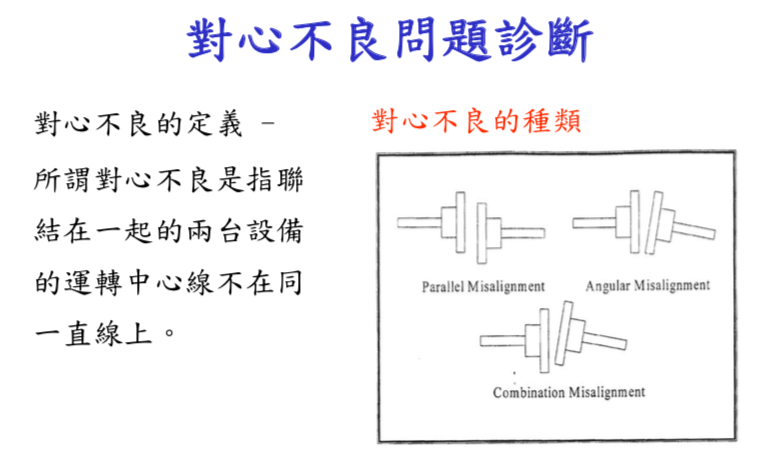 對心不良問題診斷
對心不良的定義 -
所謂對心不良是指聯
結在一起的兩台設備
的運轉中心線不在同
一直線上。
對心不良的種類
Parallel Misalignment
Angular Misalignment
Combination Misalignment